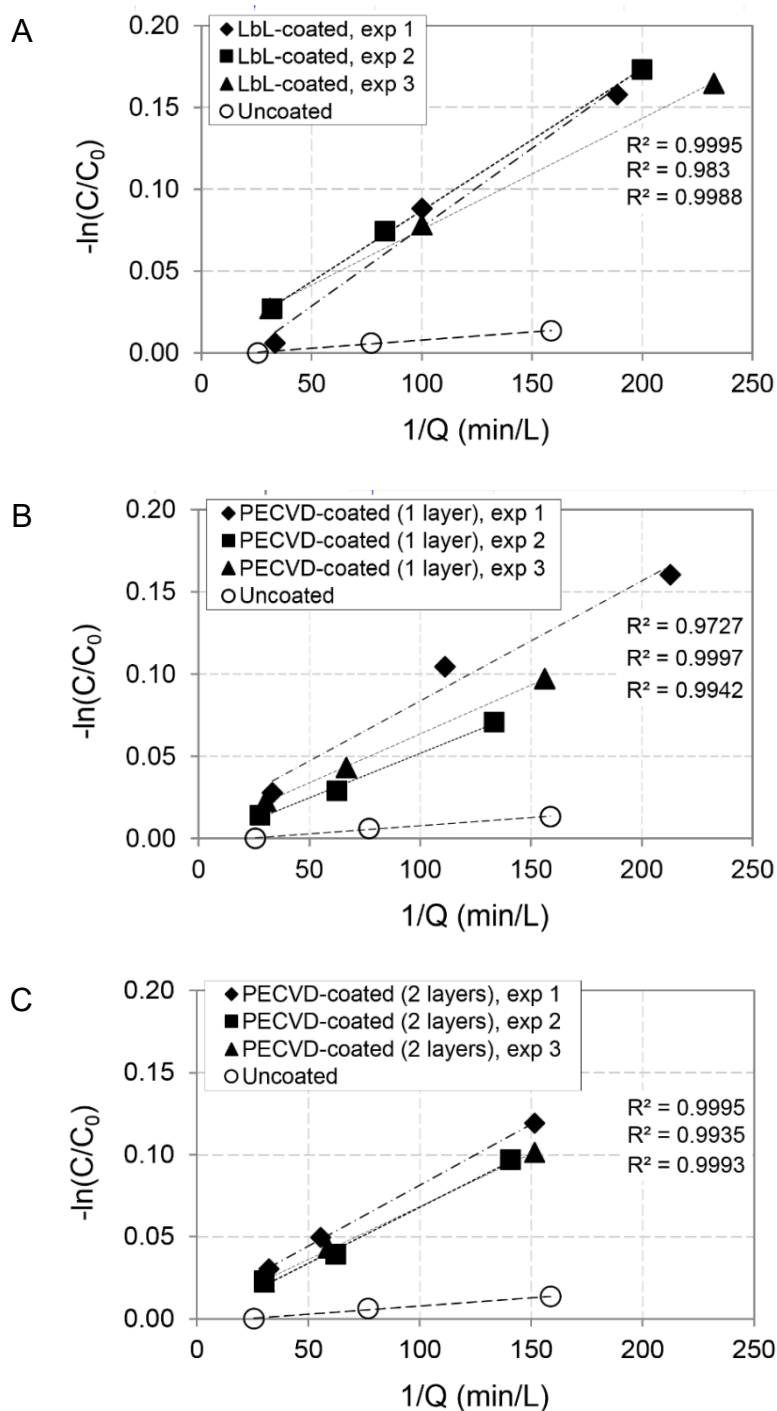 A
0.20
0.15
0.10
0.05
0.00
-ln(C/C₀)
◆ LbL-coated, exp 1
■ LbL-coated, exp 2
▲ LbL-coated, exp 3
○ Uncoated
R² = 0.9995
R² = 0.983
R² = 0.9988
0 50 100 150 200 250
1/Q (min/L)
B
0.20
0.15
0.10
0.05
0.00
-ln(C/C₀)
◆ PECVD-coated (1 layer), exp 1
■ PECVD-coated (1 layer), exp 2
▲ PECVD-coated (1 layer), exp 3
○ Uncoated
R² = 0.9727
R² = 0.9997
R² = 0.9942
0 50 100 150 200 250
1/Q (min/L)
C
0.20
0.15
0.10
0.05
0.00
-ln(C/C₀)
◆ PECVD-coated (2 layers), exp 1
■ PECVD-coated (2 layers), exp 2
▲ PECVD-coated (2 layers), exp 3
○ Uncoated
R² = 0.9995
R² = 0.9935
R² = 0.9993
0 50 100 150 200 250
1/Q (min/L)